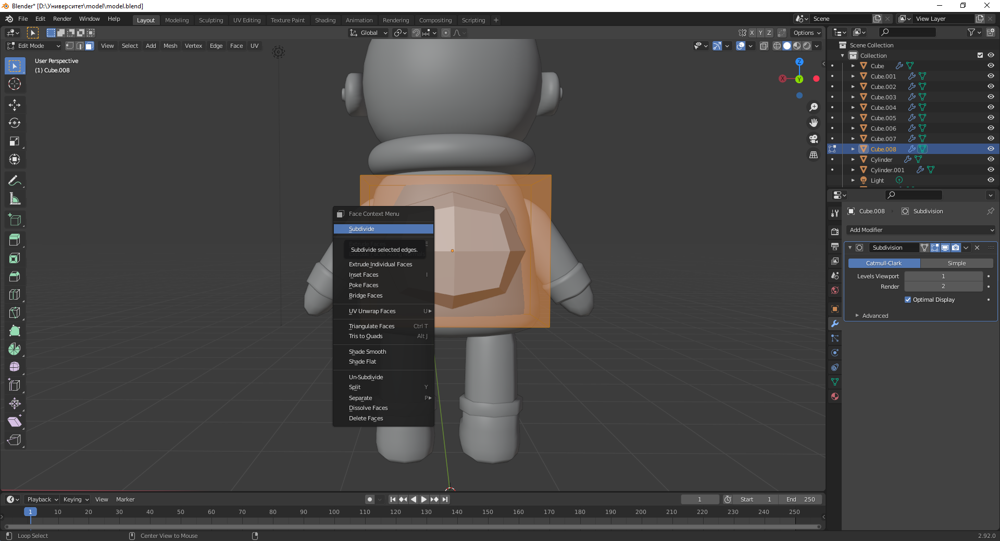 Blender* [D:\Университет\model\model.blend]
File Edit Render Window Help Layout Modeling Sculpting UV Editing Texture Paint Shading Animation Rendering Compositing Scripting +
Scene View Layer
Global X Y Z Options
Edit Mode View Select Add Mesh Vertex Edge Face UV
User Perspective
(1) Cube.008
Z
X
Y
Scene Collection
Collection
Cube
Cube.001
Cube.002
Cube.003
Cube.004
Cube.005
Cube.006
Cube.007
Cube.008
Cylinder
Cylinder.001
Light
Face Context Menu
Subdivide
Extrude Faces E
Subdivide selected edges.
Extrude Individual Faces
Inset Faces I
Poke Faces
Bridge Faces
UV Unwrap Faces U
Triangulate Faces Ctrl T
Tris to Quads Alt J
Shade Smooth
Shade Flat
Un-Subdivide
Split Y
Separate P
Dissolve Faces
Delete Faces
Cube.008 Subdivision
Add Modifier
Subdivision
Catmull-Clark Simple
Levels Viewport 1
Render 2
Optimal Display
Advanced
Playback Keying View Marker 1 Start 1 End 250
1 10 20 30 40 50 60 70 80 90 100 110 120 130 140 150 160 170 180 190 200 210 220 230 240 250
Loop Select Center View to Mouse 2.92.0